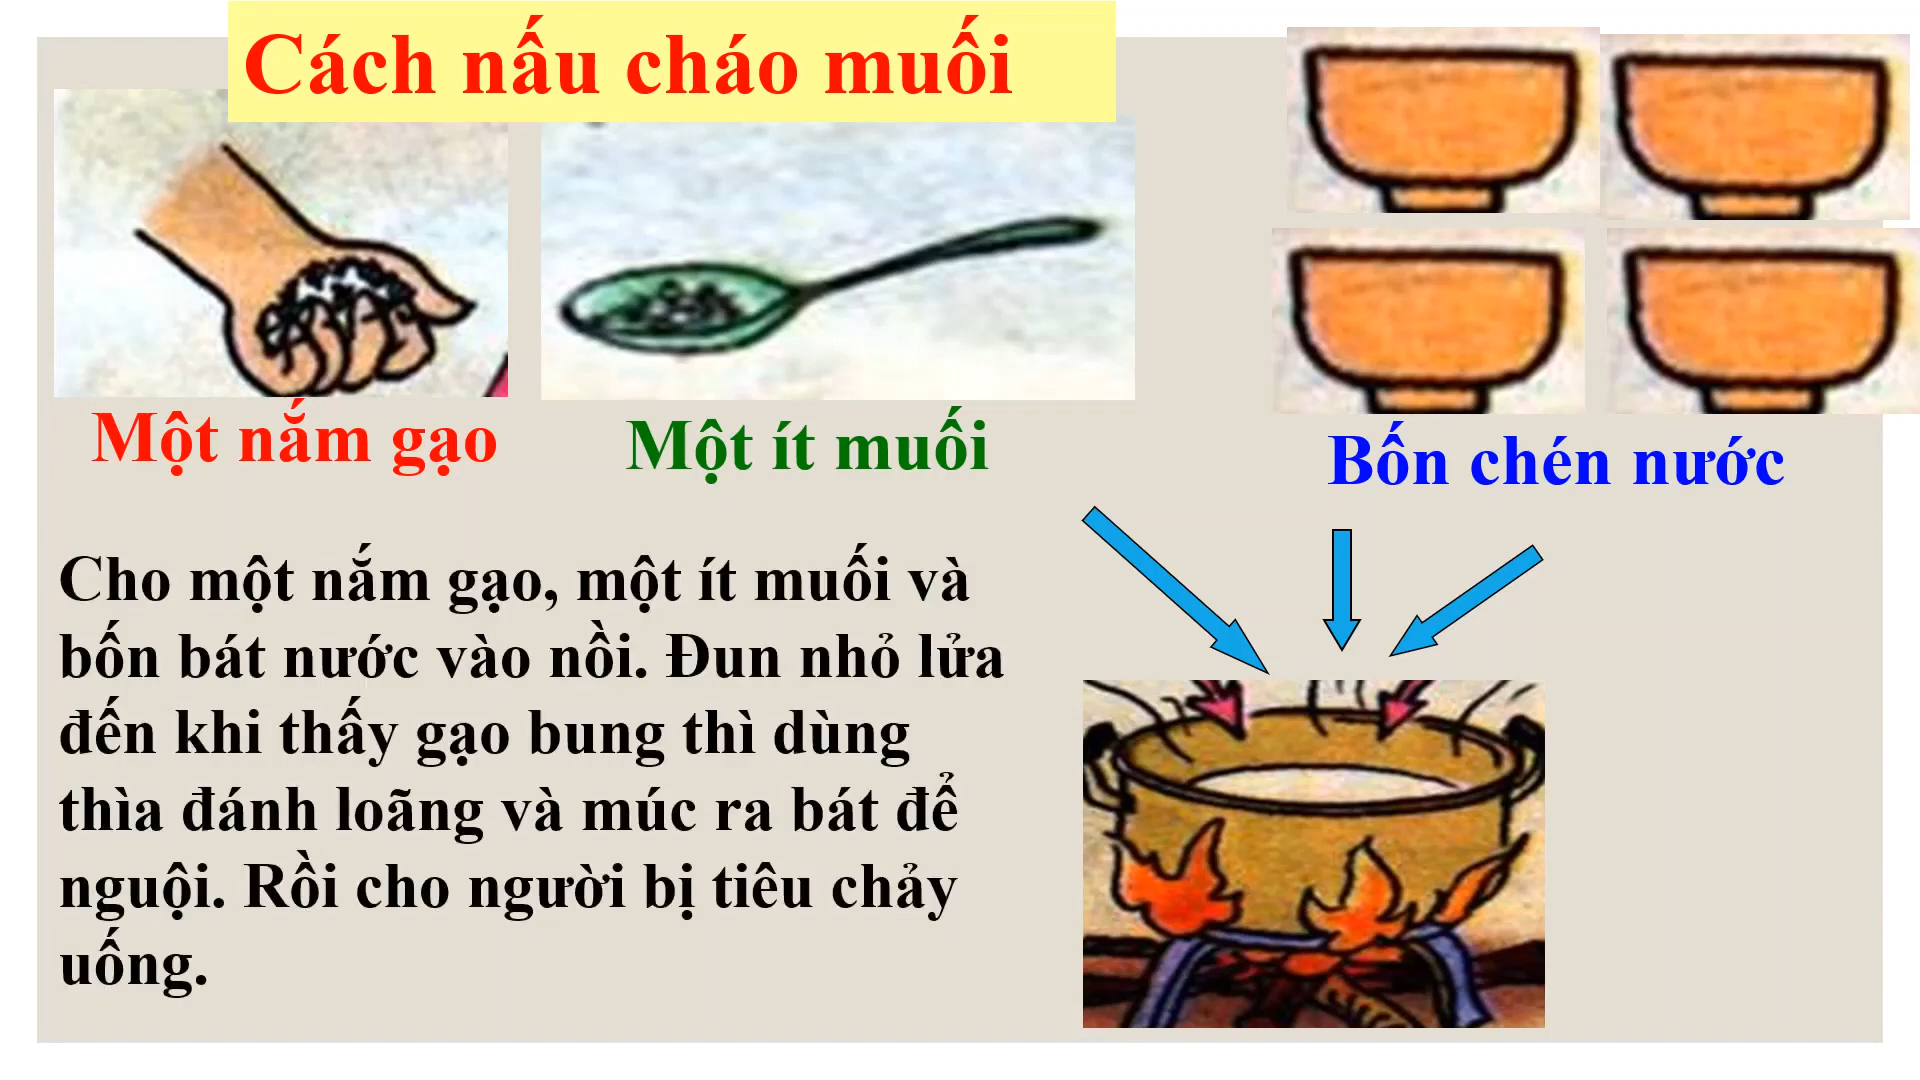 Cách nấu cháo muối
Một nắm gạo
Một ít muối
Bốn chén nước
Cho một nắm gạo, một ít muối và
bốn bát nước vào nồi. Đun nhỏ lửa
đến khi thấy gạo bung thì dùng
thìa đánh loãng và múc ra bát để
nguội. Rồi cho người bị tiêu chảy
uống.